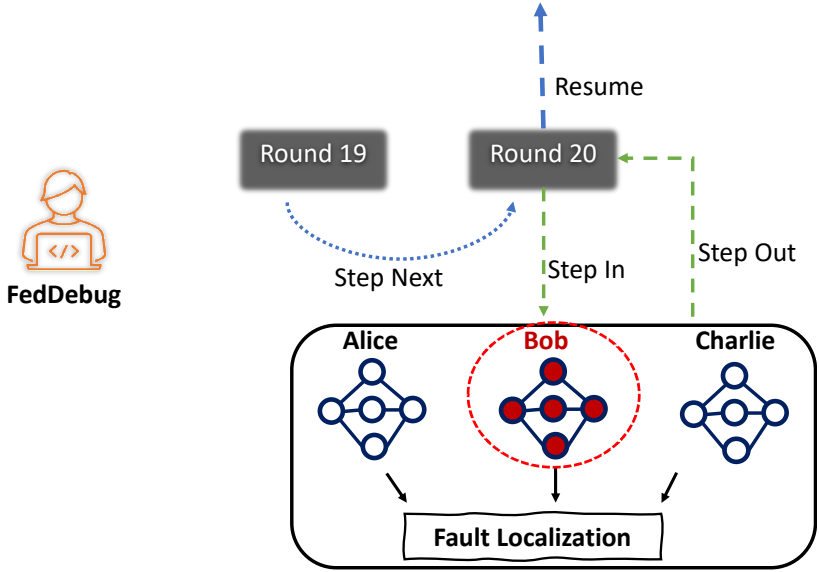 Resume
Round 19
Round 20
</>
FedDebug
Step Next
Step In
Step Out
Alice
Bob
Charlie
Fault Localization